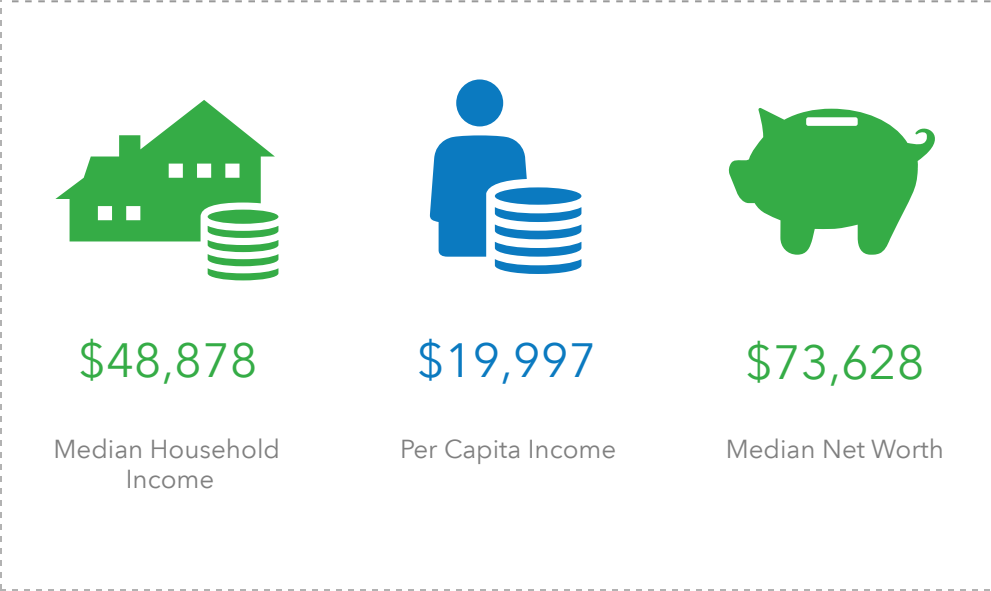 $48,878
Median Household
Income
$19,997
Per Capita Income
$73,628
Median Net Worth